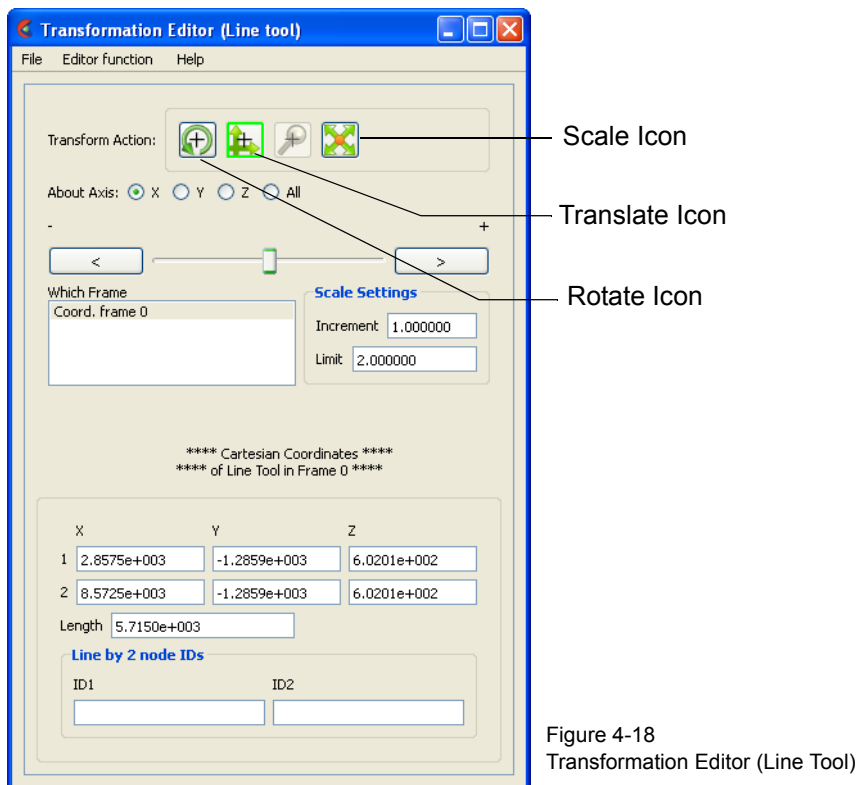 Transformation Editor (Line tool)
File Editor function Help
Transform Action:
Scale Icon
About Axis: X Y Z All
Translate Icon
- +
< >
Rotate Icon
Which Frame
Coord. frame 0
Scale Settings
Increment 1.000000
Limit 2.000000
**** Cartesian Coordinates ****
**** of Line Tool in Frame 0 ****
X Y Z
1 2.8575e+003 -1.2859e+003 6.0201e+002
2 8.5725e+003 -1.2859e+003 6.0201e+002
Length 5.7150e+003
Line by 2 node IDs
ID1 ID2
Figure 4-18
Transformation Editor (Line Tool)